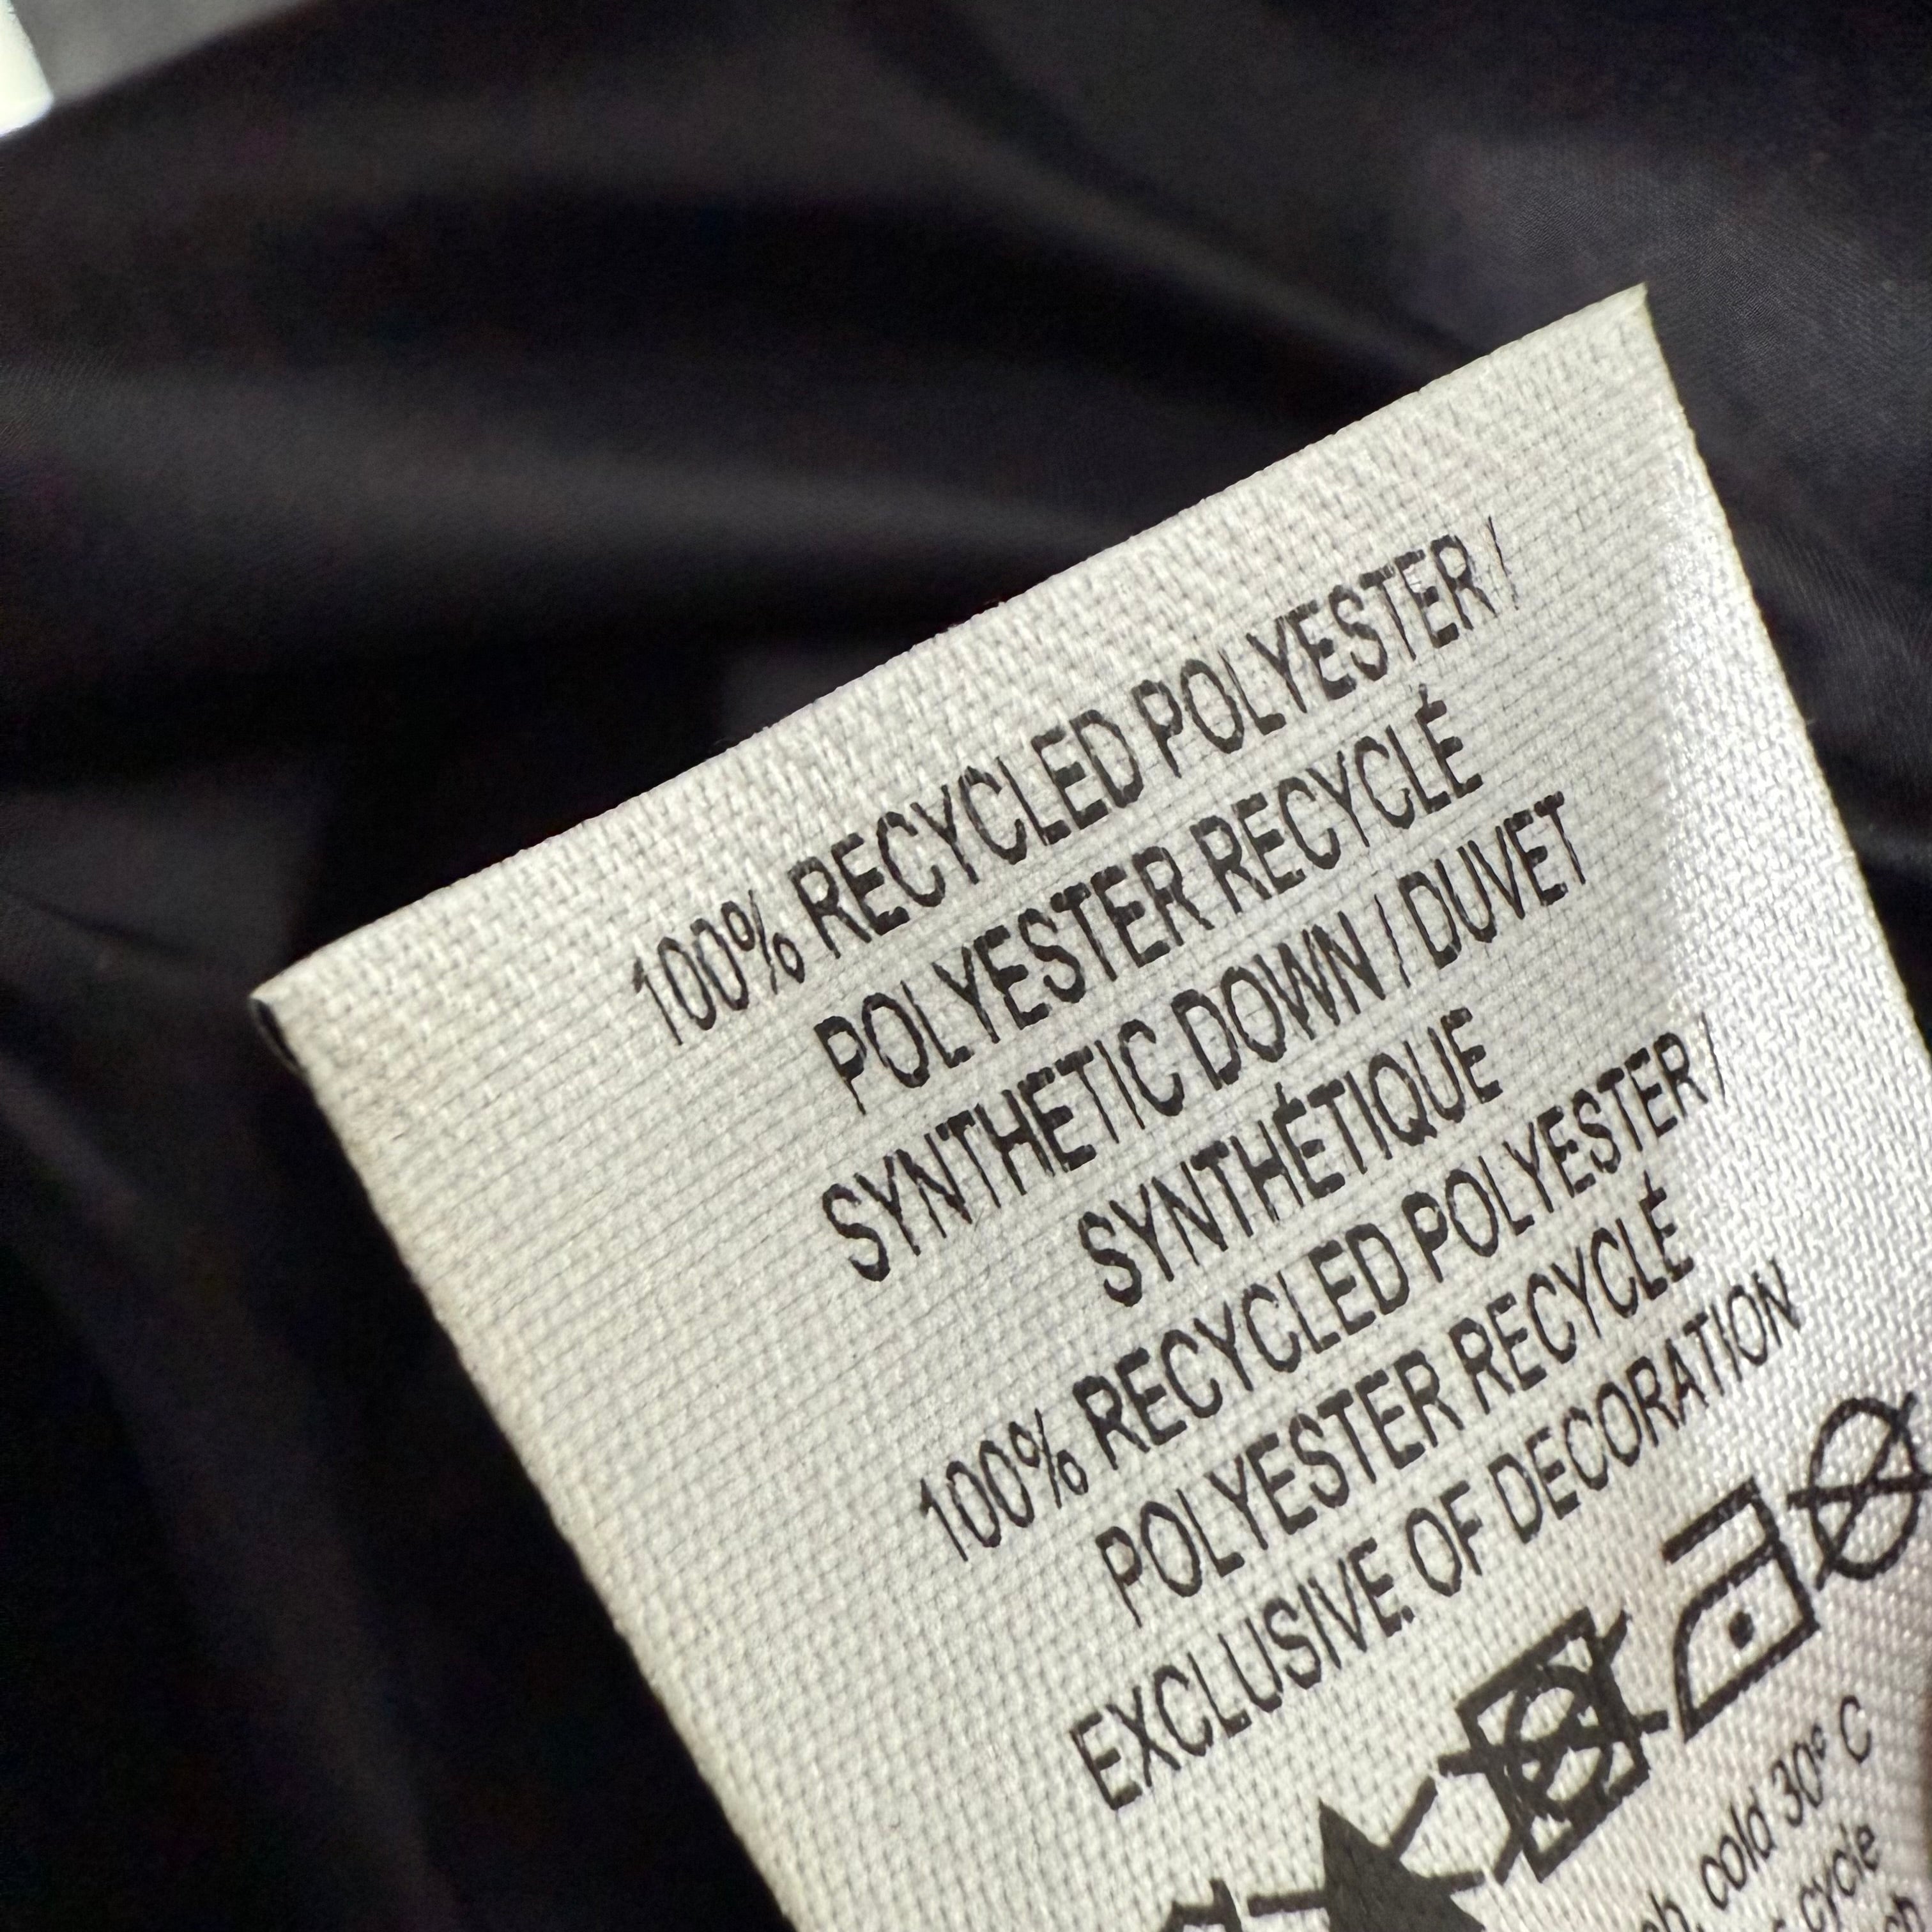 100% RECYCLED POLYESTER /
POLYESTER RECYCLÉ
SYNTHETIC DOWN / DUVET
SYNTHÉTIQUE
100% RECYCLED POLYESTER /
POLYESTER RECYCLÉ
EXCLUSIVE OF DECORATION
cold 30° C
cycle